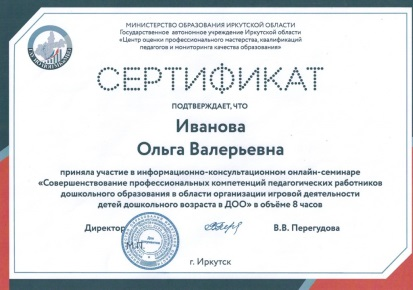 МИНИСТЕРСТВО ОБРАЗОВАНИЯ ИРКУТСКОЙ ОБЛАСТИ
Государственное автономное учреждение Иркутской области
«Центр оценки профессионального мастерства, квалификаций
педагогов и мониторинга качества образования»
СЕРТИФИКАТ
ПОДТВЕРЖДАЕТ, ЧТО
Иванова
Ольга Валерьевна
приняла участие в информационно-консультационном онлайн-семинаре
«Совершенствование профессиональных компетенций педагогических работников
дошкольного образования в области организации игровой деятельности
детей дошкольного возраста в ДОО» в объёме 8 часов
Директор
В.В. Перегудова
М.П.
г. Иркутск